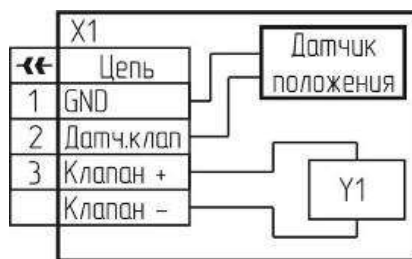 X1
Цепь
1 GND
2 Датч.клап
3 Клапан +
Клапан –
Датчик
положения
Y1